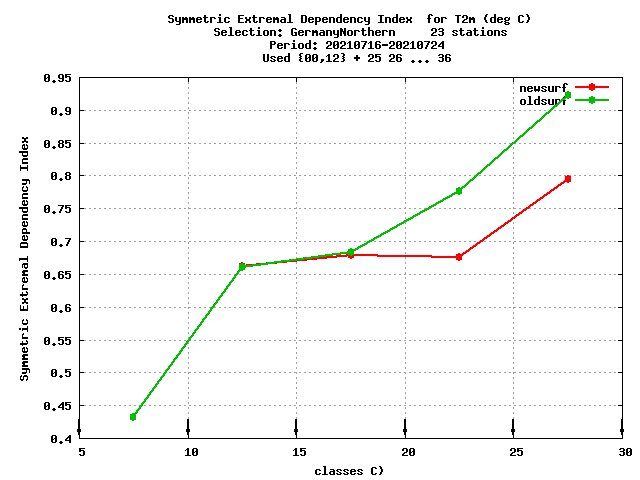 Symmetric Extremal Dependency Index  for T2m (deg C)
Selection: GermanyNorthern     23 stations
Period: 20210716-20210724
Used {00,12} + 25 26 ... 36
newsurf
oldsurf
0.95
0.9
0.85
0.8
0.75
0.7
0.65
0.6
0.55
0.5
0.45
0.4
Symmetric Extremal Dependency Index
5 10 15 20 25 30
classes C)